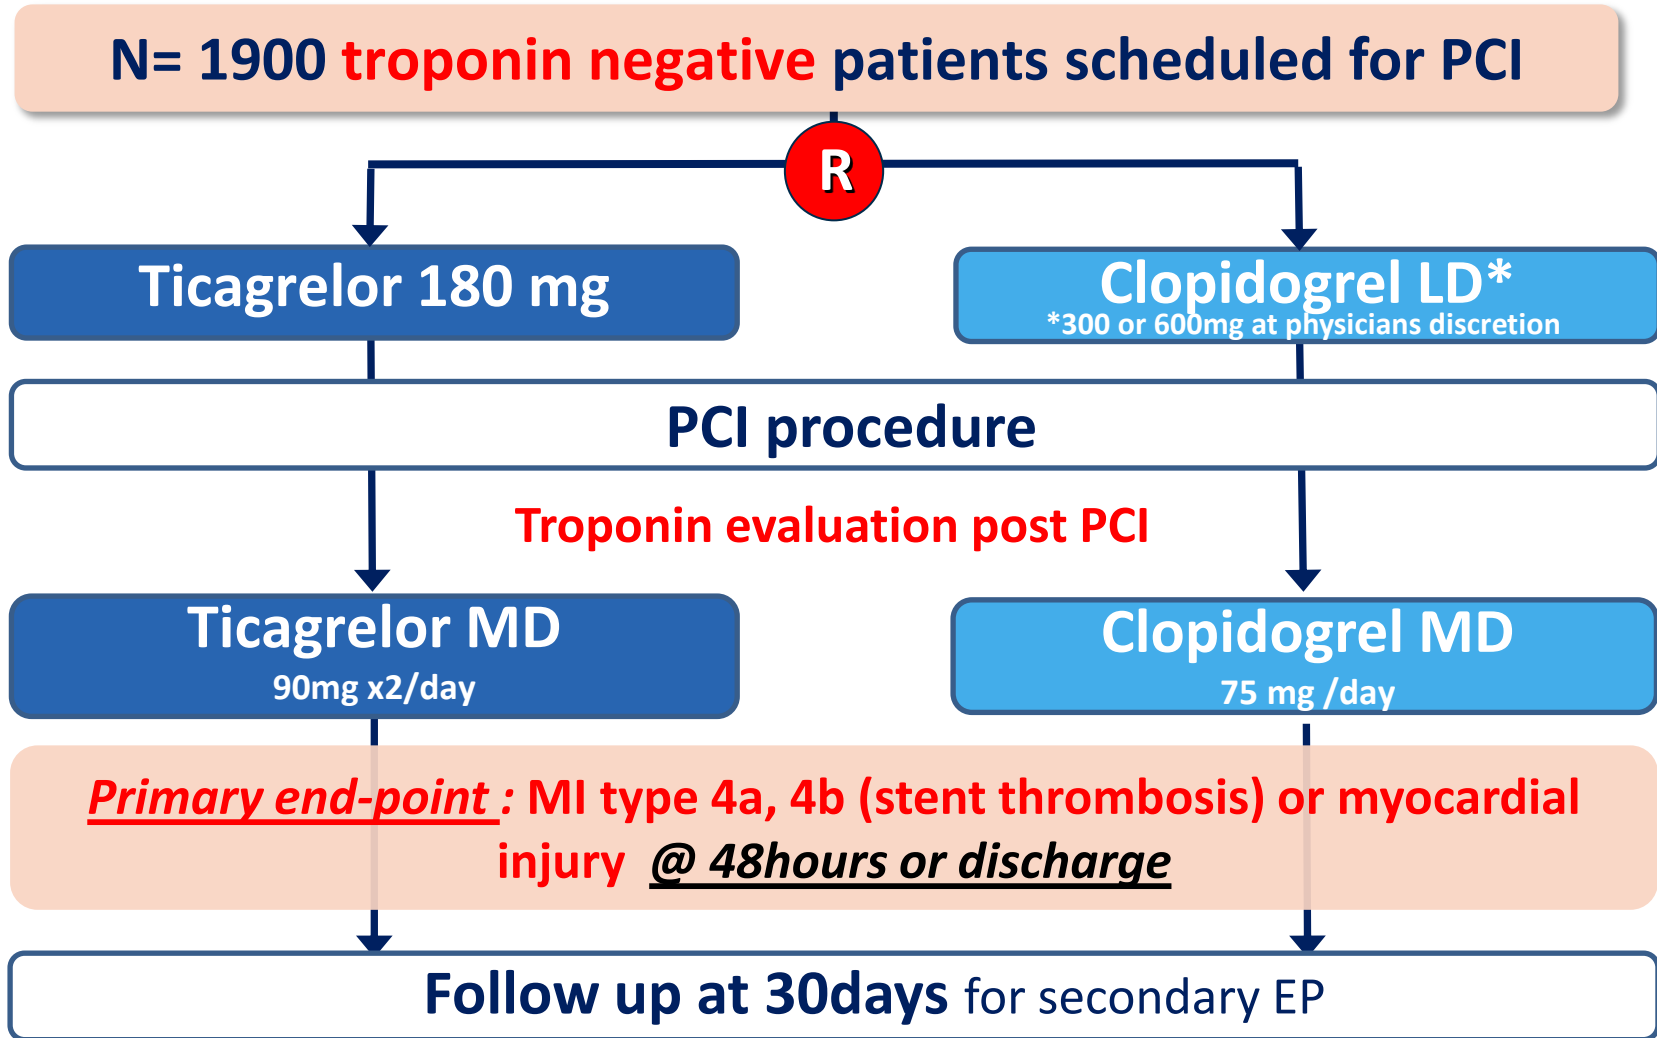 N= 1900 troponin negative patients scheduled for PCI
R
Ticagrelor 180 mg
Clopidogrel LD*
*300 or 600mg at physicians discretion
PCI procedure
Troponin evaluation post PCI
Ticagrelor MD
90mg x2/day
Clopidogrel MD
75 mg /day
Primary end-point : MI type 4a, 4b (stent thrombosis) or myocardial
injury @ 48hours or discharge
Follow up at 30days for secondary EP